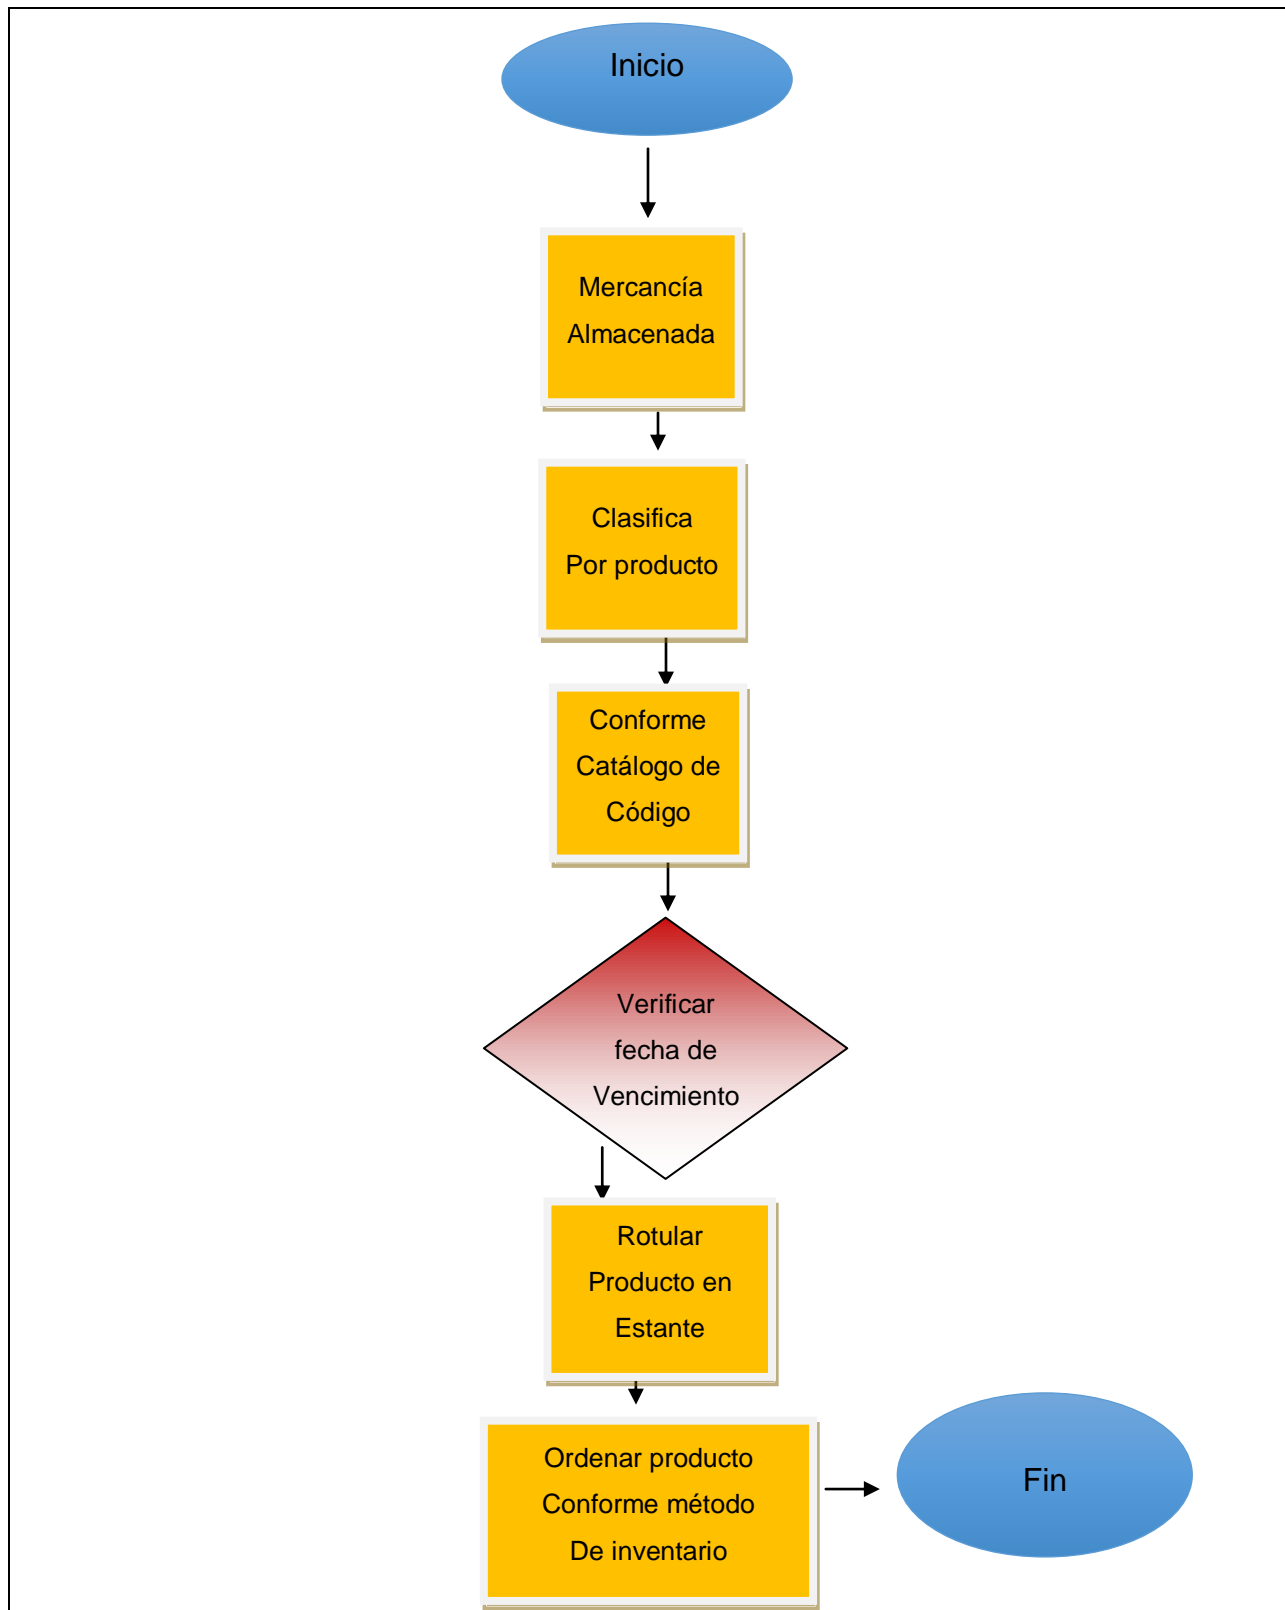 Inicio
Mercancía
Almacenada
Clasifica
Por producto
Conforme
Catálogo de
Código
Verificar
fecha de
Vencimiento
Rotular
Producto en
Estante
Ordenar producto
Conforme método
De inventario
Fin